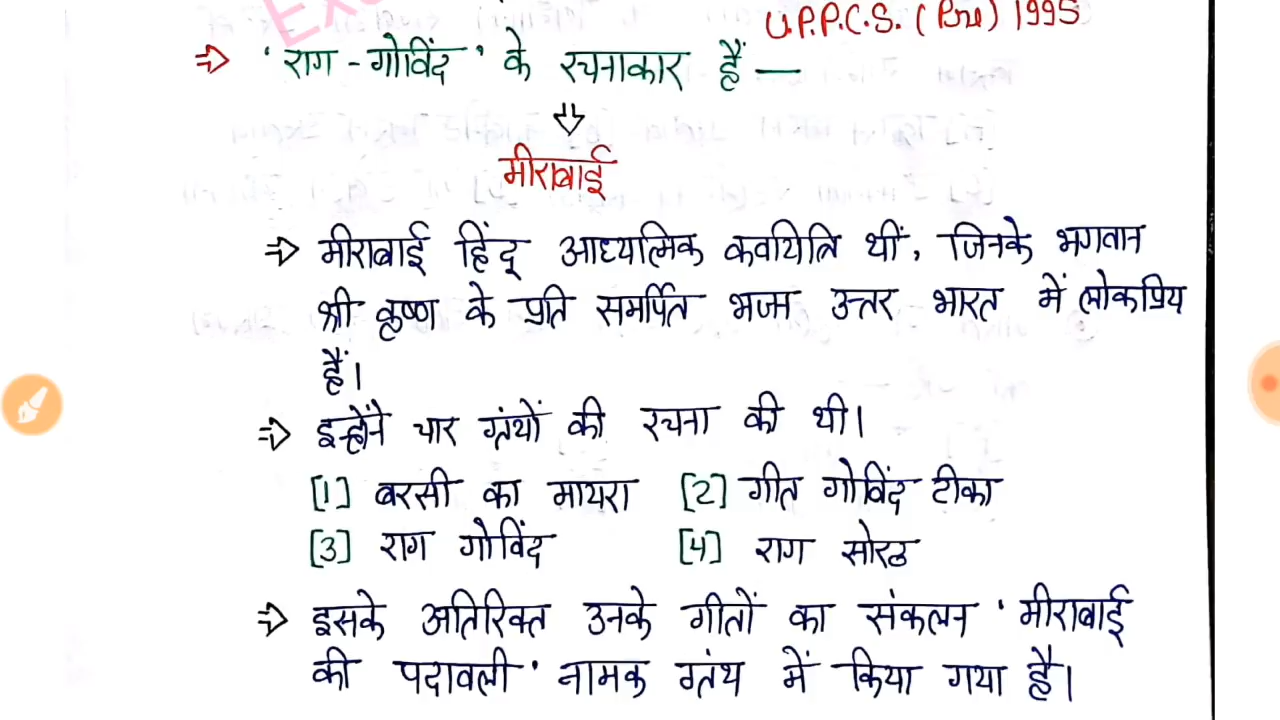 U.P.P.C.S. (Pre) 1995
⇒ 'राग - गोविंद' के रचनाकार हैं —
मीराबाई
⇒ मीराबाई हिंदू आध्यात्मिक कवयित्रि थीं, जिनके भगवान
श्री कृष्ण के प्रति समर्पित भजन उत्तर भारत में लोकप्रिय
हैं।
⇒ इन्होंने चार ग्रंथों की रचना की थी।
[1] बरसी का मायरा [2] गीत गोविंद टीका
[3] राग गोविंद [4] राग सोरठ
⇒ इसके अतिरिक्त उनके गीतों का संकलन 'मीराबाई
की पदावली' नामक ग्रंथ में किया गया है।